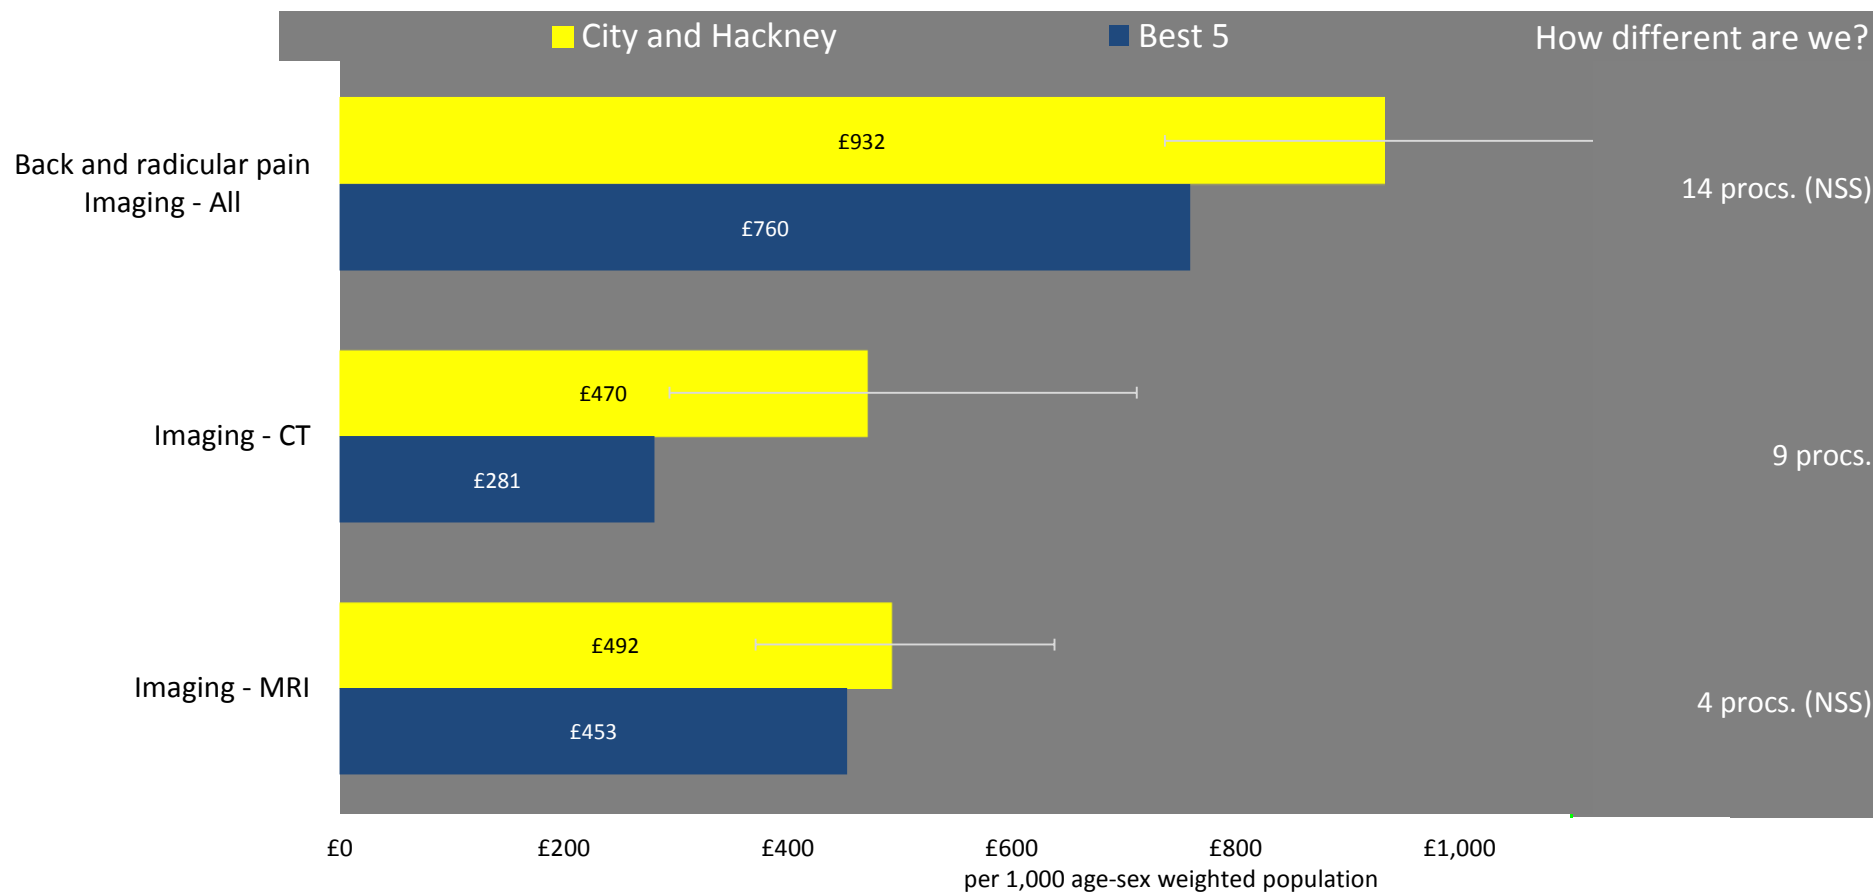 City and Hackney
Best 5
How different are we?
Back and radicular pain
Imaging - All
£932
£760
14 procs. (NSS)
Imaging - CT
£470
£281
9 procs.
Imaging - MRI
£492
£453
4 procs. (NSS)
£0 £200 £400 £600 £800 £1,000
per 1,000 age-sex weighted population